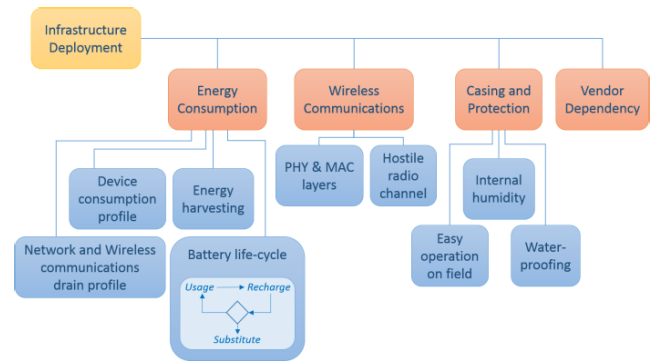 Infrastructure
Deployment
Energy
Consumption
Wireless
Communications
Casing and
Protection
Vendor
Dependency
Device
consumption
profile
Energy
harvesting
PHY & MAC
layers
Hostile
radio
channel
Internal
humidity
Network and Wireless
communications
drain profile
Battery life-cycle
Usage
Recharge
Substitute
Easy
operation
on field
Water-
proofing